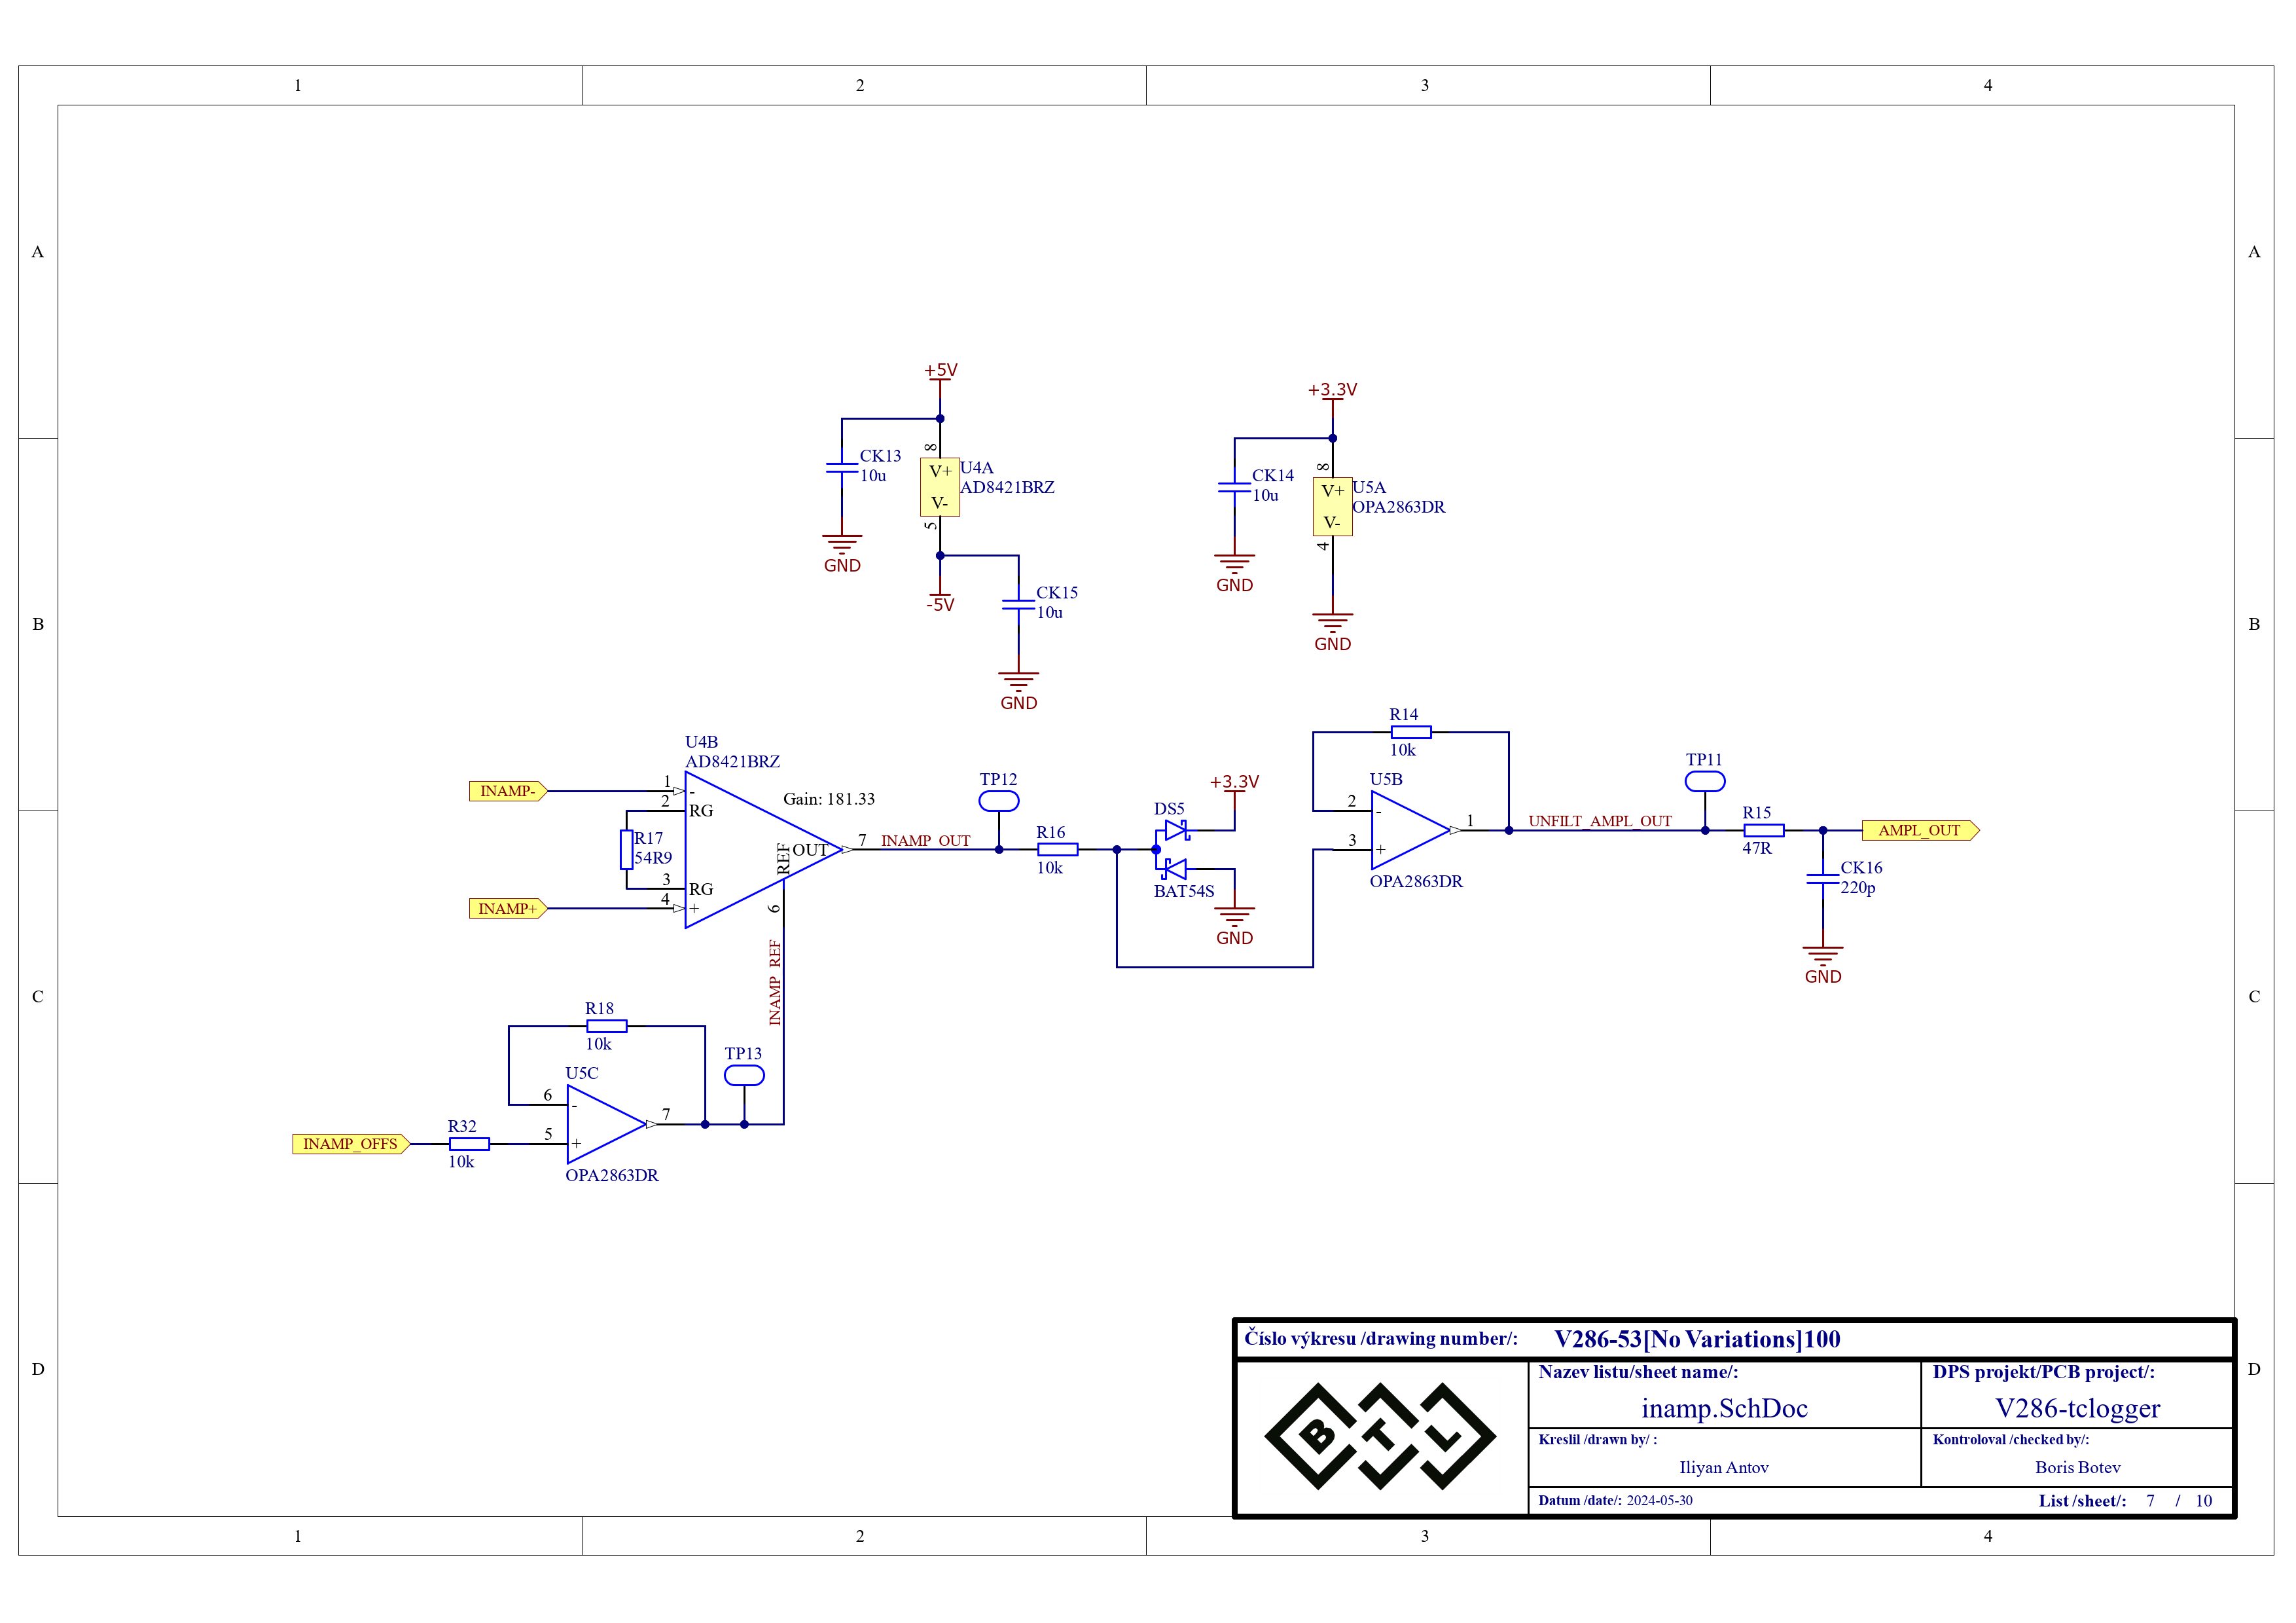 1 2 3 4
A A
+5V
+3.3V
8
CK13
10u
V+
V-
U4A
AD8421BRZ
5
GND
-5V
CK15
10u
GND
8
CK14
10u
V+
V-
U5A
OPA2863DR
4
GND
GND
B B
U4B
AD8421BRZ
INAMP-
1
-
2
RG
Gain: 181.33
R17
54R9
3
RG
INAMP+
4
+
REF
OUT
7
INAMP_OUT
6
INAMP_REF
TP12
R16
10k
+3.3V
DS5
BAT54S
GND
R14
10k
U5B
2
-
3
+
1
OPA2863DR
UNFILT_AMPL_OUT
TP11
R15
47R
AMPL_OUT
CK16
220p
GND
C C
R18
10k
U5C
TP13
6
-
7
INAMP_OFFS
R32
10k
5
+
OPA2863DR
D D
Číslo výkresu /drawing number/: V286-53[No Variations]100
B T L
Nazev listu/sheet name/:
inamp.SchDoc
DPS projekt/PCB project/:
V286-tclogger
Kreslil /drawn by/ :
Iliyan Antov
Kontroloval /checked by/:
Boris Botev
Datum /date/: 2024-05-30
List /sheet/: 7 / 10
1 2 3 4